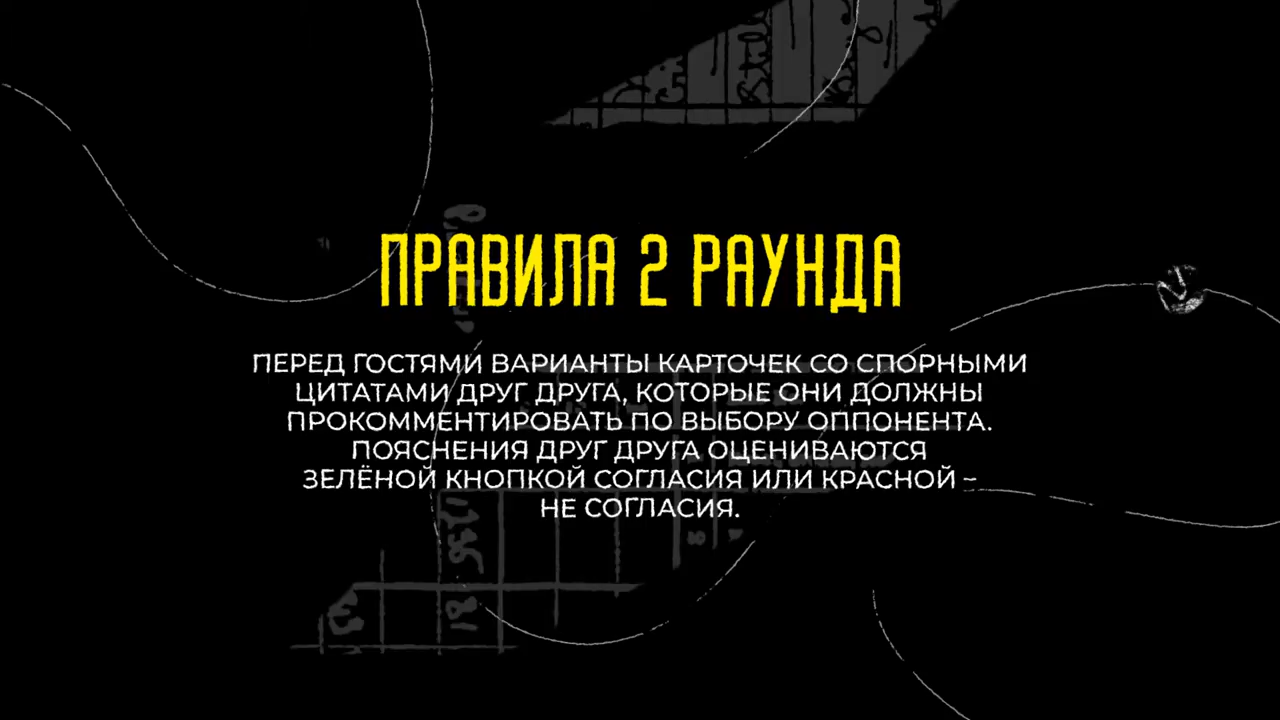 ПРАВИЛА 2 РАУНДА
ПЕРЕД ГОСТЯМИ ВАРИАНТЫ КАРТОЧЕК СО СПОРНЫМИ
ЦИТАТАМИ ДРУГ ДРУГА, КОТОРЫЕ ОНИ ДОЛЖНЫ
ПРОКОММЕНТИРОВАТЬ ПО ВЫБОРУ ОППОНЕНТА.
ПОЯСНЕНИЯ ДРУГ ДРУГА ОЦЕНИВАЮТСЯ
ЗЕЛЁНОЙ КНОПКОЙ СОГЛАСИЯ ИЛИ КРАСНОЙ –
НЕ СОГЛАСИЯ.